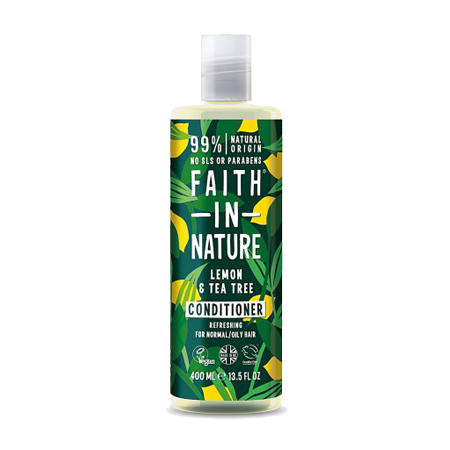 99% NATURAL ORIGIN
NO SLS OR PARABENS
FAITH
IN
NATURE
LEMON
& TEA TREE
CONDITIONER
REFRESHING
FOR NORMAL/OILY HAIR
Vegan
400 ML e 13.5 FL OZ